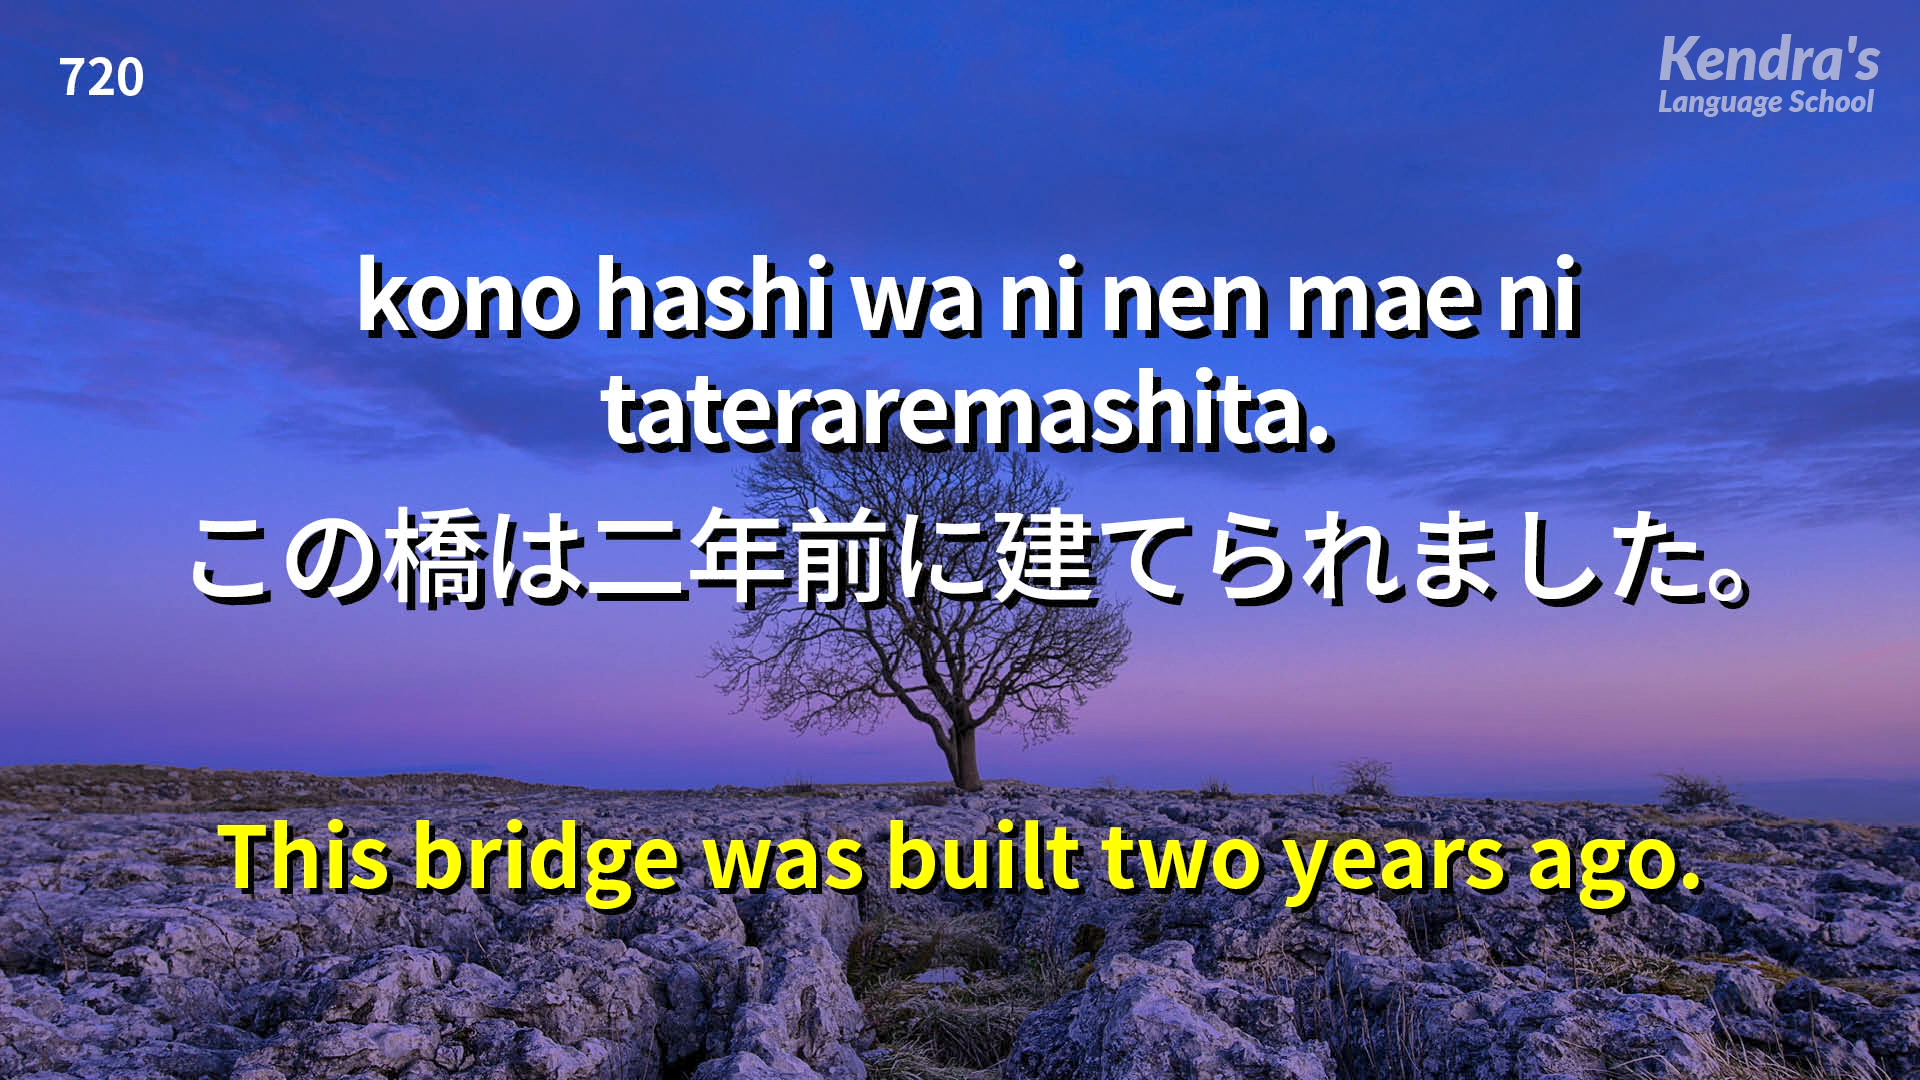 720
Kendra's
Language School
kono hashi wa ni nen mae ni
tateraremashita.
この橋は二年前に建てられました。
This bridge was built two years ago.